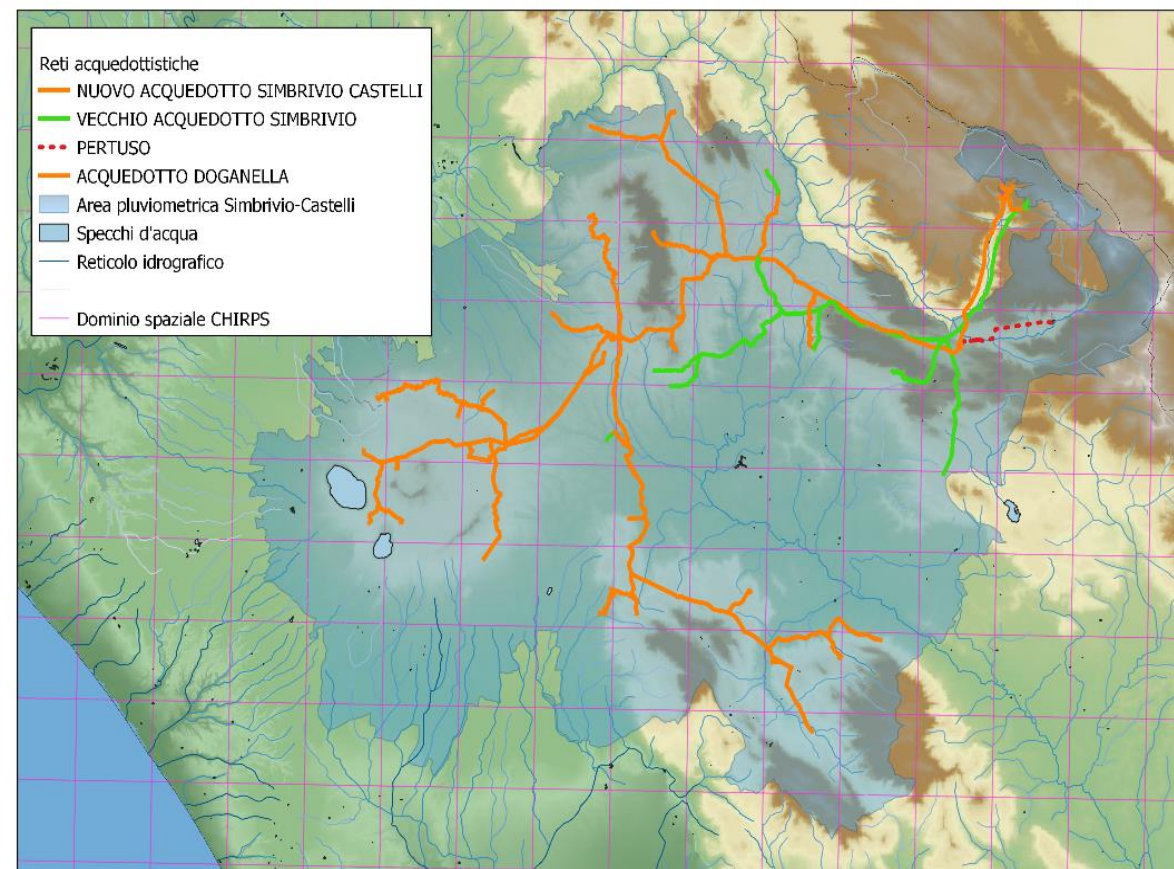 Reti acquedottistiche
NUOVO ACQUEDOTTO SIMBRIVIO CASTELLI
VECCHIO ACQUEDOTTO SIMBRIVIO
PERTUSO
ACQUEDOTTO DOGANELLA
Area pluviometrica Simbrivio-Castelli
Specchi d'acqua
Reticolo idrografico
Dominio spaziale CHIRPS